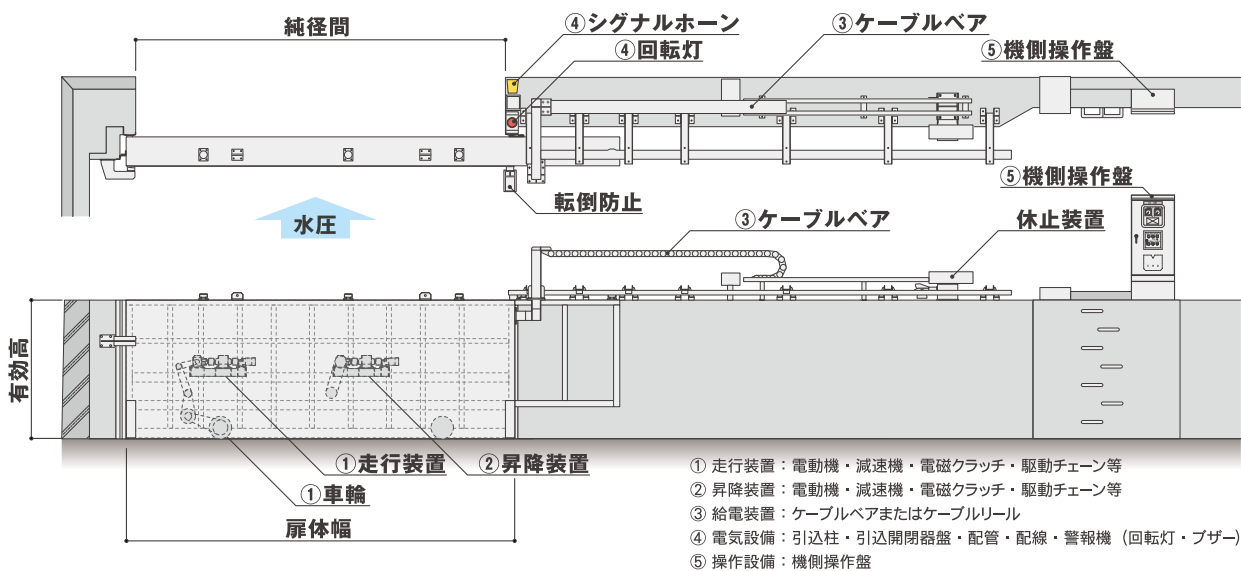 純径間
④シグナルホーン
④回転灯
③ケーブルベア
⑤機側操作盤
転倒防止
水圧
③ケーブルベア
⑤機側操作盤
休止装置
有効高
①走行装置
②昇降装置
①車輪
扉体幅
① 走行装置：電動機・減速機・電磁クラッチ・駆動チェーン等
② 昇降装置：電動機・減速機・電磁クラッチ・駆動チェーン等
③ 給電装置：ケーブルベアまたはケーブルリール
④ 電気設備：引込柱・引込開閉器盤・配管・配線・警報機（回転灯・ブザー）
⑤ 操作設備：機側操作盤